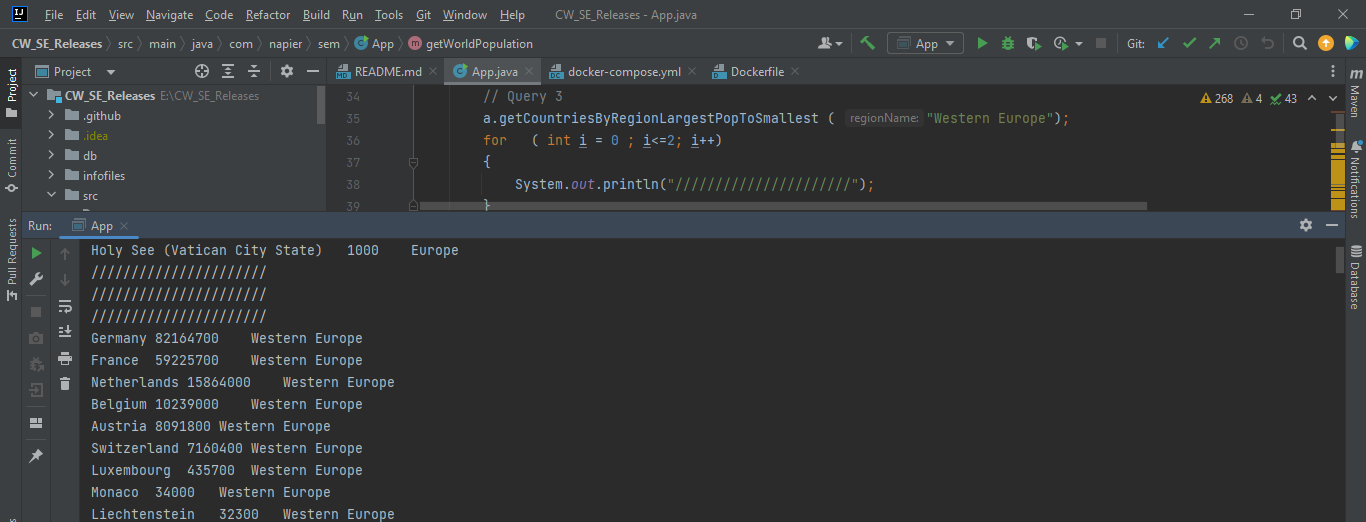 File Edit View Navigate Code Refactor Build Run Tools Git Window Help CW_SE_Releases - App.java
CW_SE_Releases src main java com napier sem App getWorldPopulation App Git:
Project README.md App.java docker-compose.yml Dockerfile
CW_SE_Releases E:\CW_SE_Releases
.github
.idea
db
infofiles
src
34 // Query 3
35 a.getCountriesByRegionLargestPopToSmallest ( regionName: "Western Europe");
36 for ( int i = 0 ; i<=2; i++)
37 {
38 System.out.println("//////////////////////");
39 }
268 4 43
Project
Commit
Pull Requests
Maven
Notifications
Database
Run: App
Holy See (Vatican City State) 1000 Europe
//////////////////////
//////////////////////
//////////////////////
Germany 82164700 Western Europe
France 59225700 Western Europe
Netherlands 15864000 Western Europe
Belgium 10239000 Western Europe
Austria 8091800 Western Europe
Switzerland 7160400 Western Europe
Luxembourg 435700 Western Europe
Monaco 34000 Western Europe
Liechtenstein 32300 Western Europe